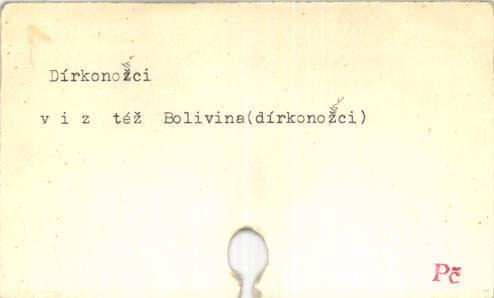 Dírkonožci
v i z též Bolivina(dírkonožci)
Pč